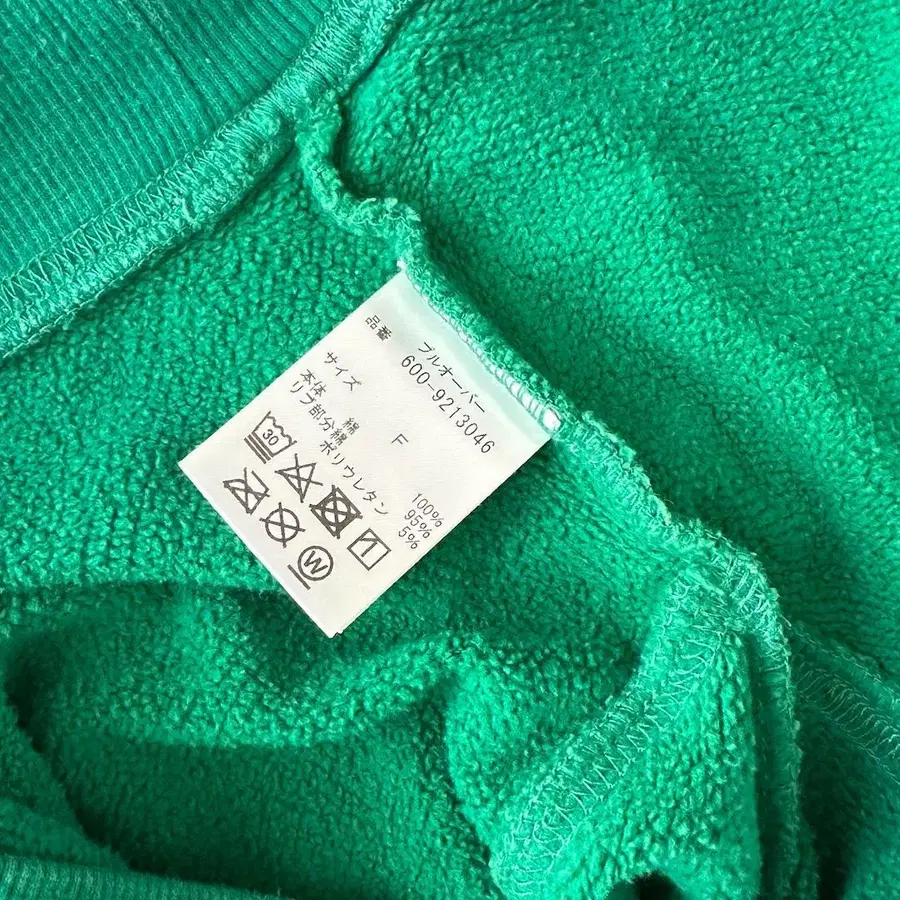 プルオーバー
品番 600-9213046
サイズ F
本体 綿 100%
リブ部分綿 95%
ポリウレタン 5%
30
W